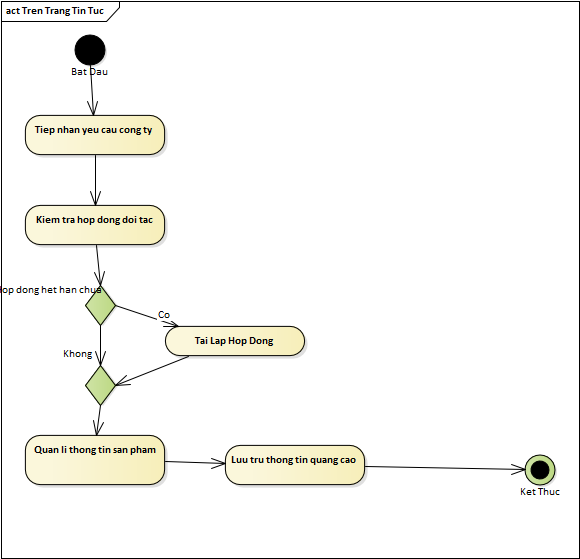 act Tren Trang Tin Tuc
Bat Dau
Tiep nhan yeu cau cong ty
Kiem tra hop dong doi tac
Hop dong het han chua
Co
Tai Lap Hop Dong
Khong
Quan li thong tin san pham
Luu tru thong tin quang cao
Ket Thuc